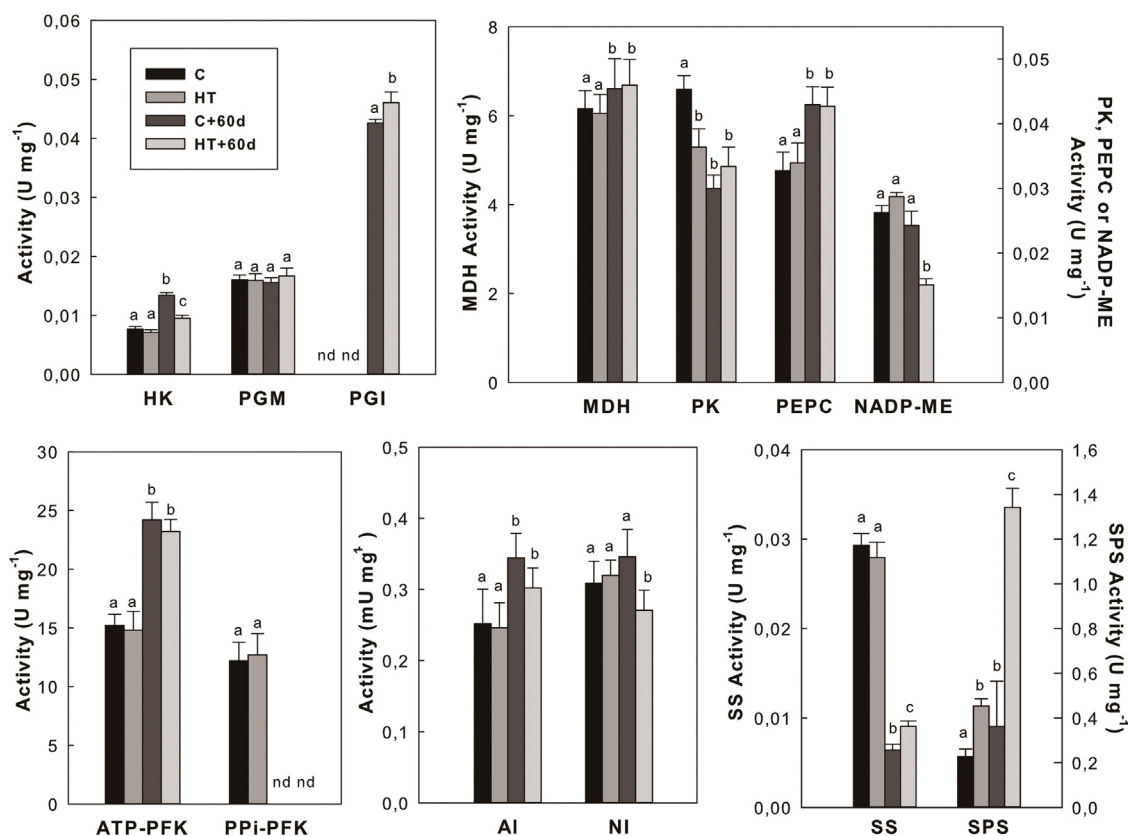 0,06
0,05
0,04
0,03
0,02
0,01
0,00
Activity (U mg-1)
C
HT
C+60d
HT+60d
a a b c
a a a a
nd nd a b
HK PGM PGI
8
6
4
2
0
MDH Activity (U mg-1)
a a b b
a b b b
a a b b
a a a b
MDH PK PEPC NADP-ME
0,05
0,04
0,03
0,02
0,01
0,00
PK, PEPC or NADP-ME
Activity (U mg-1)
30
25
20
15
10
5
0
Activity (U mg-1)
a a b b
a a nd nd
ATP-PFK PPi-PFK
0,5
0,4
0,3
0,2
0,1
0,0
Activity (mU mg1)
a a b b
a a a b
AI NI
0,04
0,03
0,02
0,01
0,00
SS Activity (U mg-1)
a a b c
a b b c
SS SPS
1,6
1,4
1,2
1,0
0,8
0,6
0,4
0,2
0,0
SPS Activity (U mg-1)